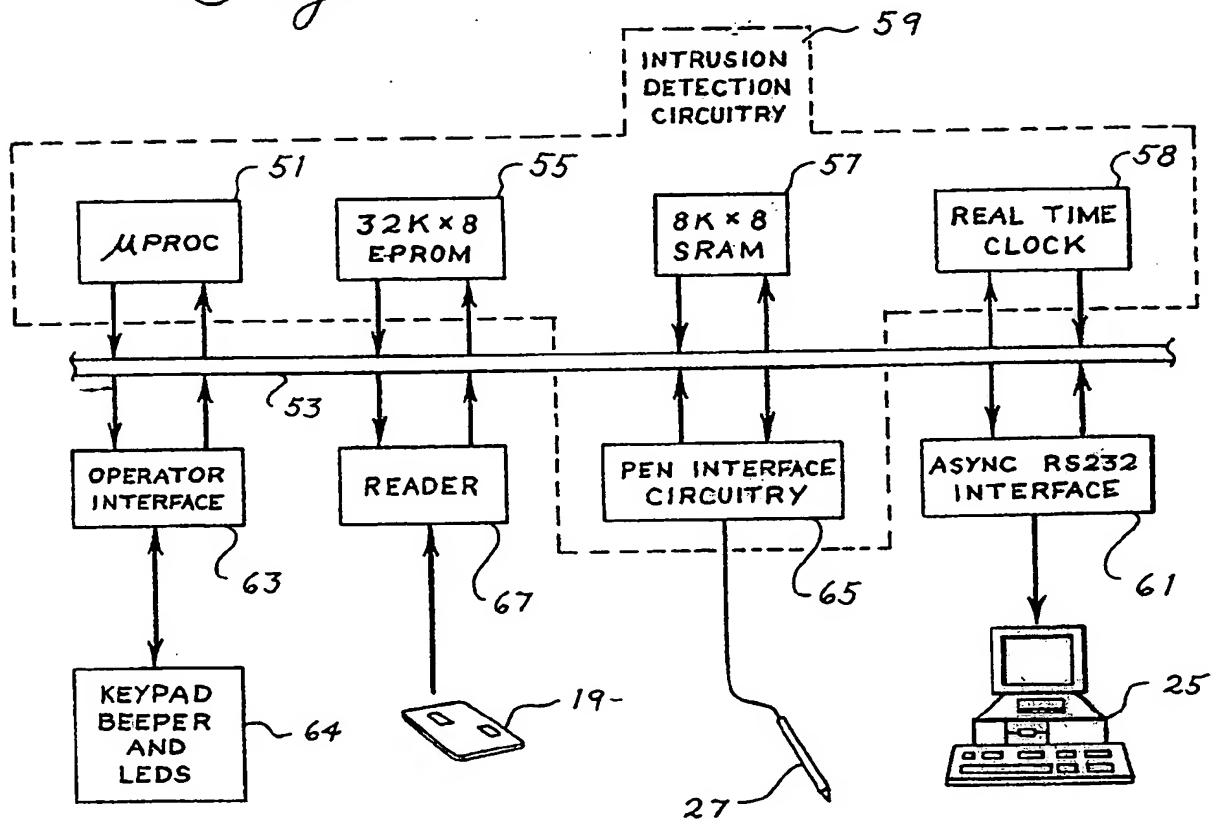 59
INTRUSION
DETECTION
CIRCUITRY
51
55
57
58
μPROC
32K × 8
E-PROM
8K × 8
SRAM
REAL TIME
CLOCK
53
OPERATOR
INTERFACE
READER
PEN INTERFACE
CIRCUITRY
ASYNC RS232
INTERFACE
63
67
65
61
KEYPAD
BEEPER
AND
LEDS
64
19
27
25